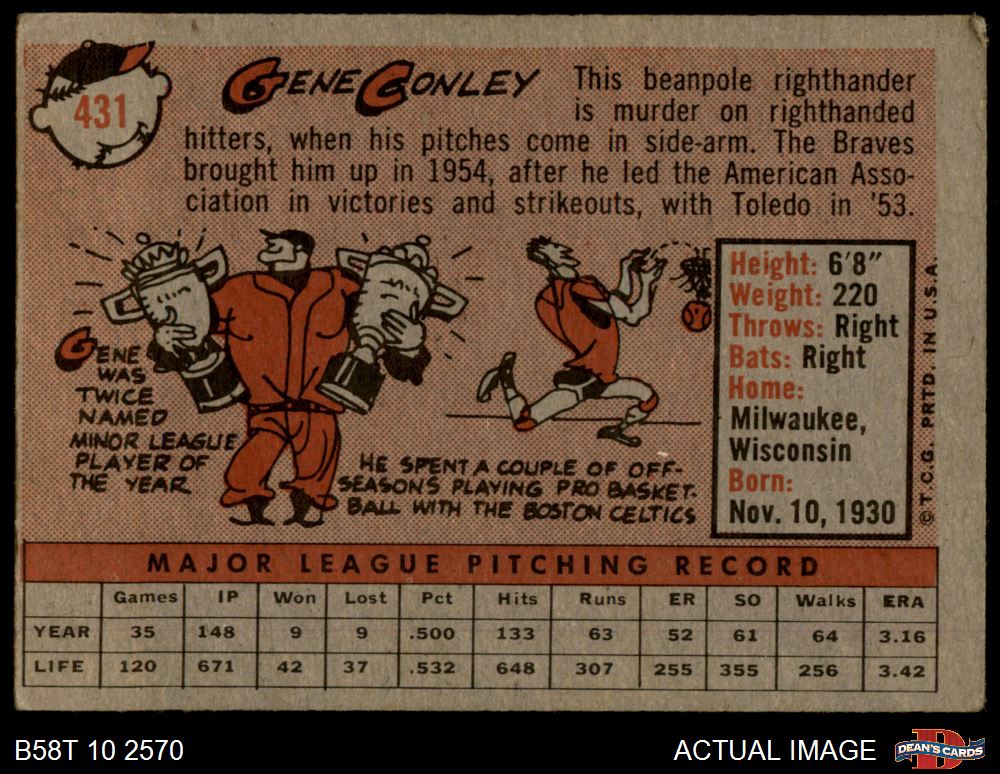 431
GENE CONLEY
This beanpole righthander
is murder on righthanded
hitters, when his pitches come in side-arm. The Braves
brought him up in 1954, after he led the American Asso-
ciation in victories and strikeouts, with Toledo in '53.
GENE
WAS
TWICE
NAMED
MINOR LEAGUE
PLAYER OF
THE YEAR
HE SPENT A COUPLE OF OFF-
SEASONS PLAYING PRO BASKET-
BALL WITH THE BOSTON CELTICS
Height: 6'8"
Weight: 220
Throws: Right
Bats: Right
Home:
Milwaukee,
Wisconsin
Born:
Nov. 10, 1930
© T.C.G. PRTD. IN U.S.A.
MAJOR LEAGUE PITCHING RECORD
Games IP Won Lost Pct Hits Runs ER SO Walks ERA
YEAR 35 148 9 9 .500 133 63 52 61 64 3.16
LIFE 120 671 42 37 .532 648 307 255 355 256 3.42
B58T 10 2570
ACTUAL IMAGE
D
DEAN'S CARDS